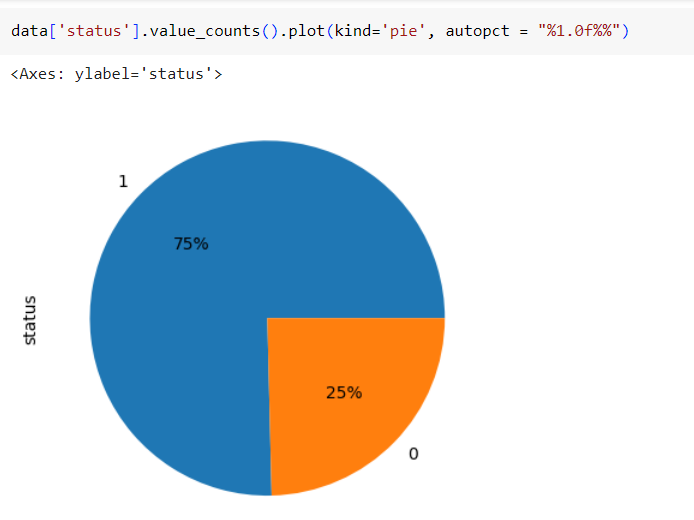 data['status'].value_counts().plot(kind='pie', autopct = "%1.0f%%")
<Axes: ylabel='status'>
1
75%
status
25%
0